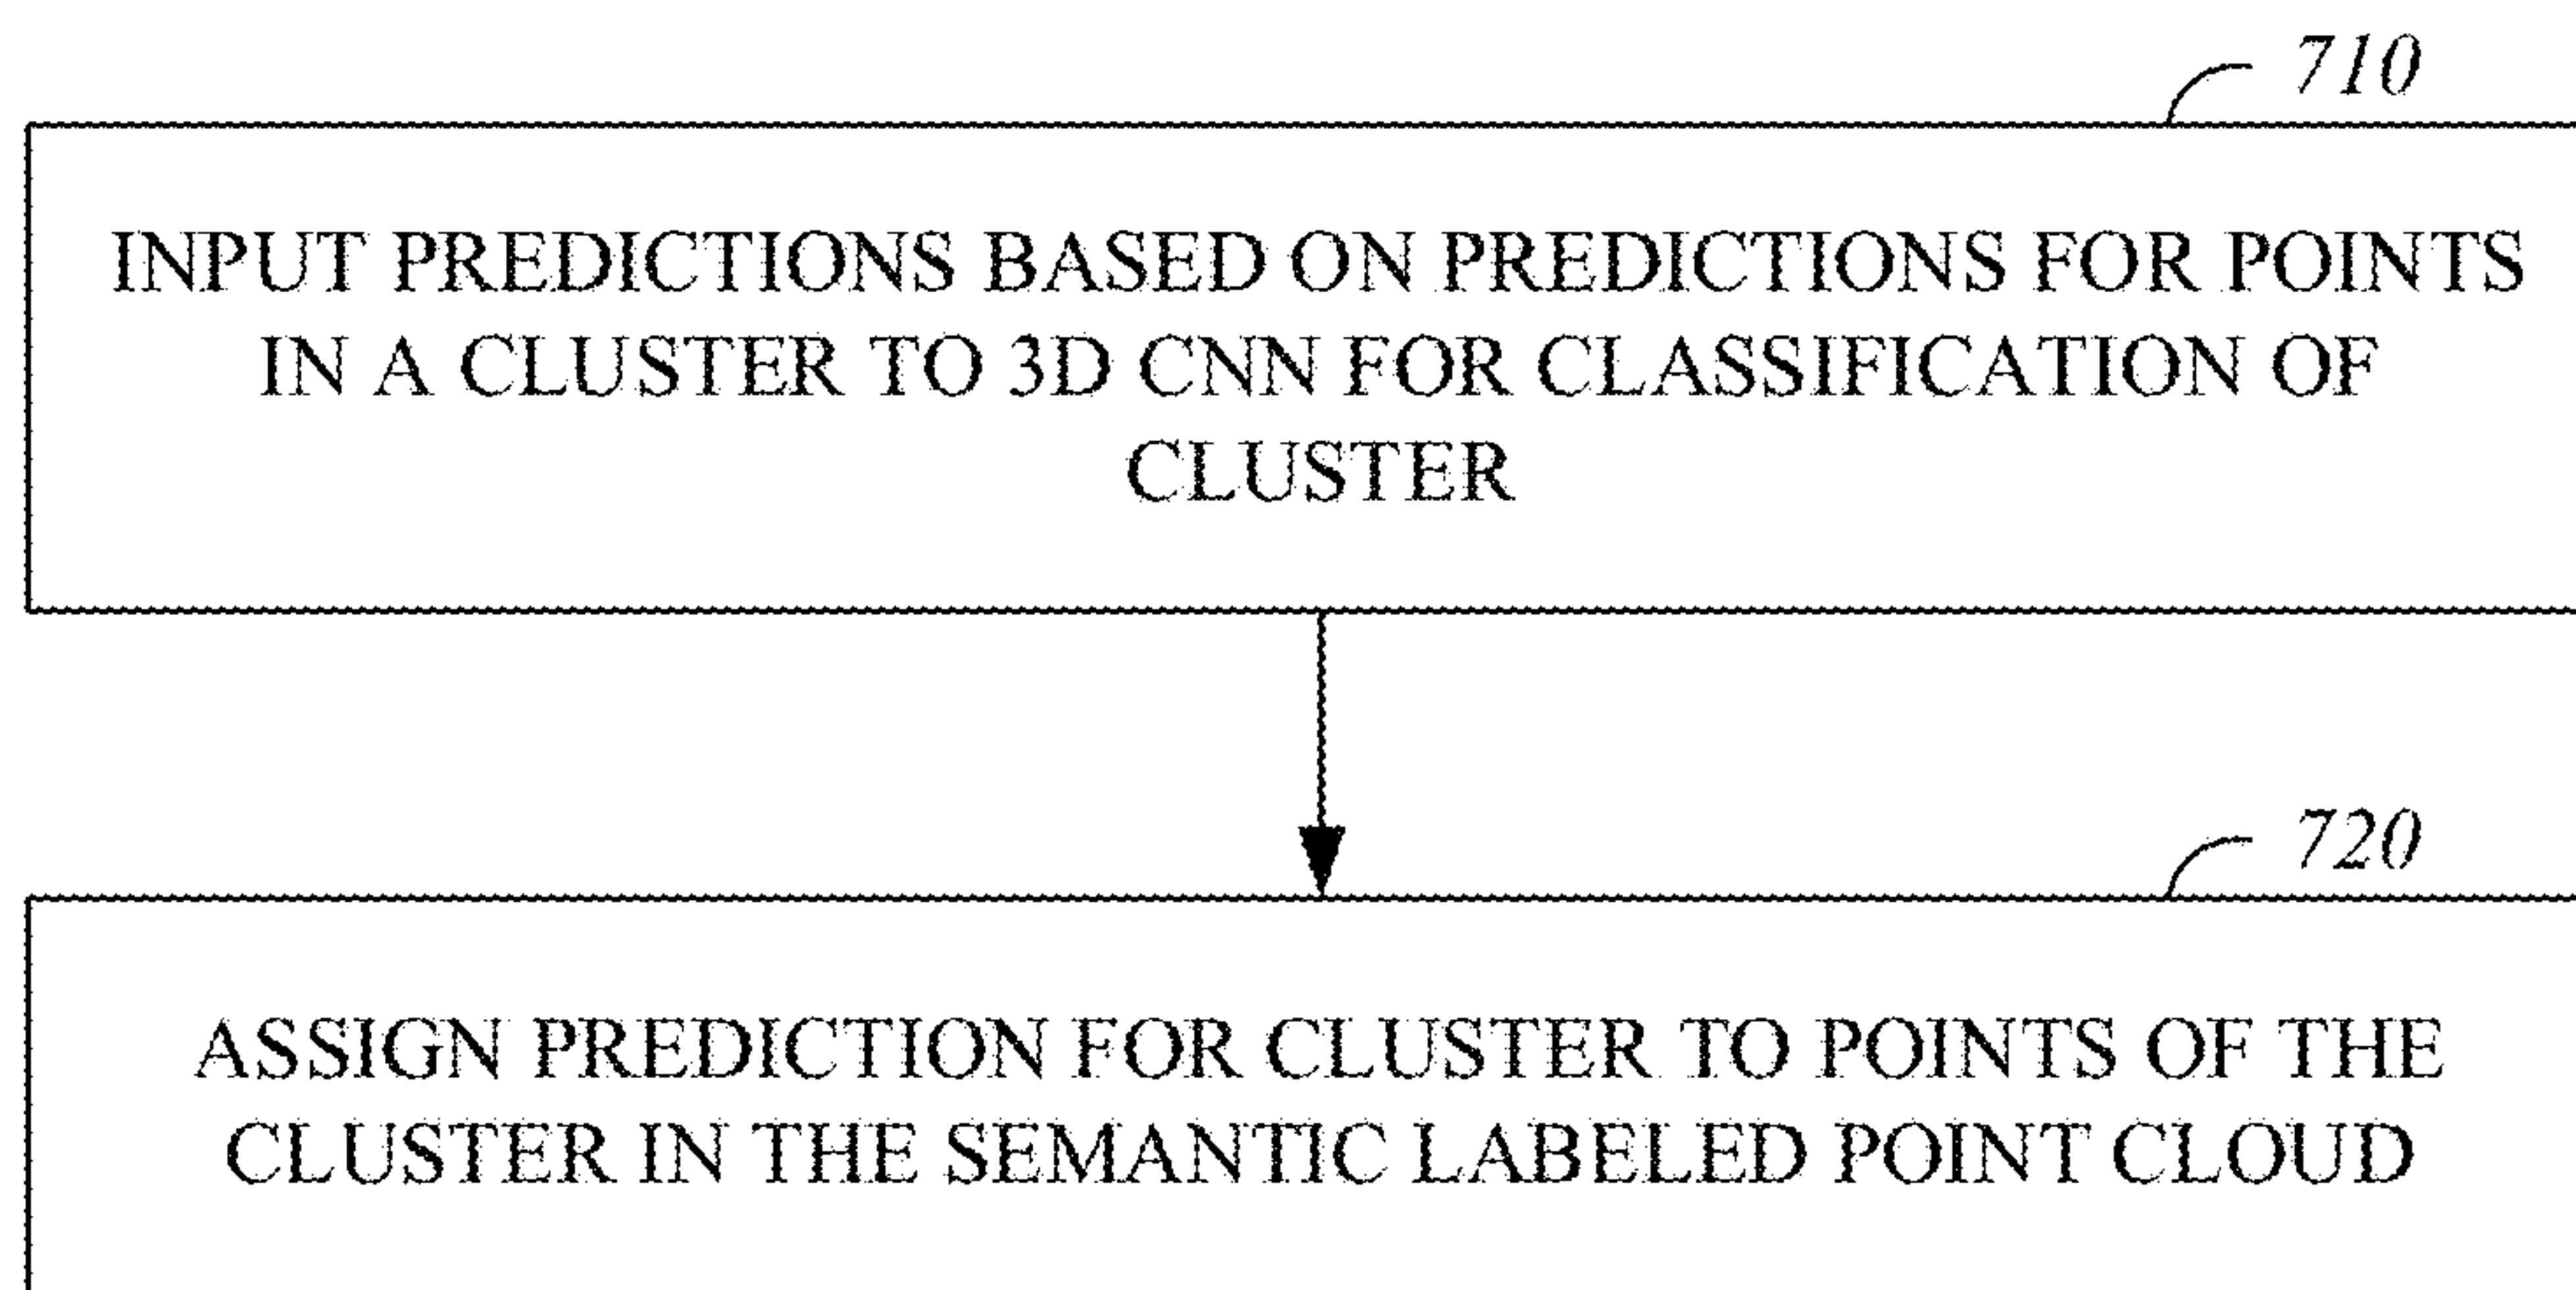 710
INPUT PREDICTIONS BASED ON PREDICTIONS FOR POINTS
IN A CLUSTER TO 3D CNN FOR CLASSIFICATION OF
CLUSTER
720
ASSIGN PREDICTION FOR CLUSTER TO POINTS OF THE
CLUSTER IN THE SEMANTIC LABELED POINT CLOUD